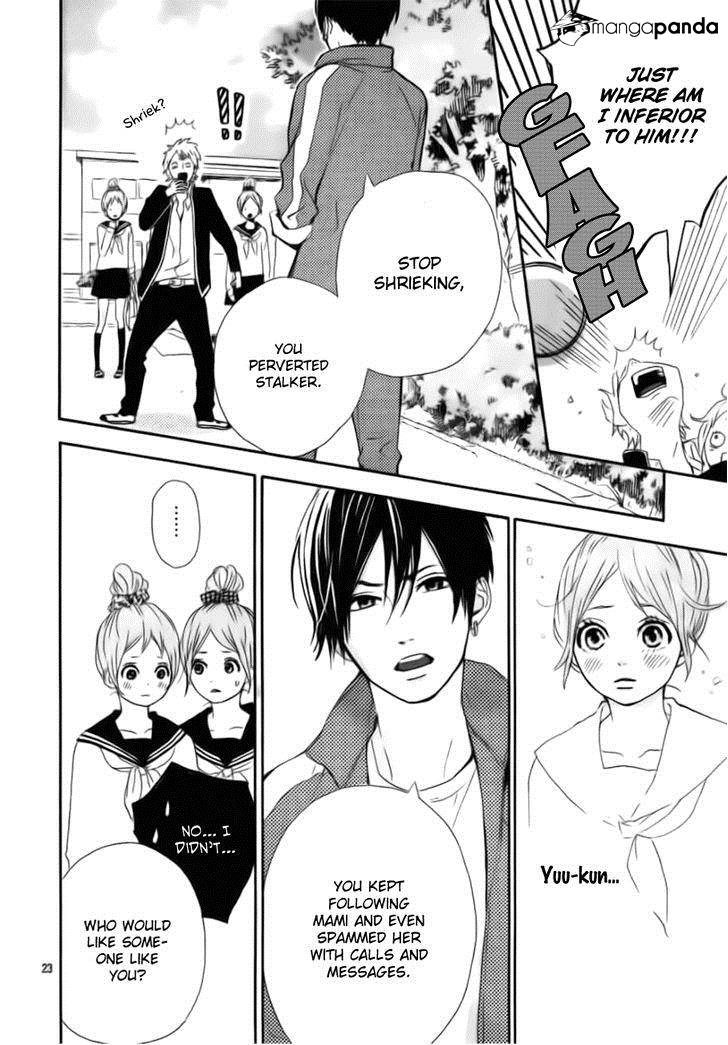 mangapanda
JUST
WHERE AM
I INFERIOR
TO HIM!!!
GFAGH
!!
Shriek?
STOP
SHRIEKING,
YOU
PERVERTED
STALKER.
Yuu-kun...
YOU KEPT
FOLLOWING
MAMI AND EVEN
SPAMMED HER
WITH CALLS AND
MESSAGES.
......
NO... I
DIDN'T...
WHO WOULD
LIKE SOME-
ONE LIKE
YOU?
23